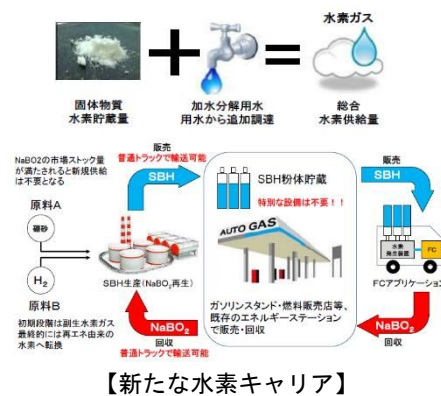 水素ガス
固体物質
水素貯蔵量
加水分解用水
用水から追加調達
総合
水素供給量
NaBO2の市場ストック量
が満たされると新規供給
は不要となる
原料A
硼砂
H₂
原料B
初期段階は副生水素ガス
最終的には再エネ由来の
水素へ転換
販売
普通トラックで輸送可能
SBH
SBH生産(NaBO₂再生)
NaBO₂
回収
普通トラックで輸送可能
SBH粉体貯蔵
特別な設備は不要!!
AUTO GAS
ガソリンスタンド・燃料販売店等、
既存のエネルギーステーション
で販売・回収
販売
SBH
水素
発生装置
FC
FCアプリケーション
NaBO₂
回収
【新たな水素キャリア】